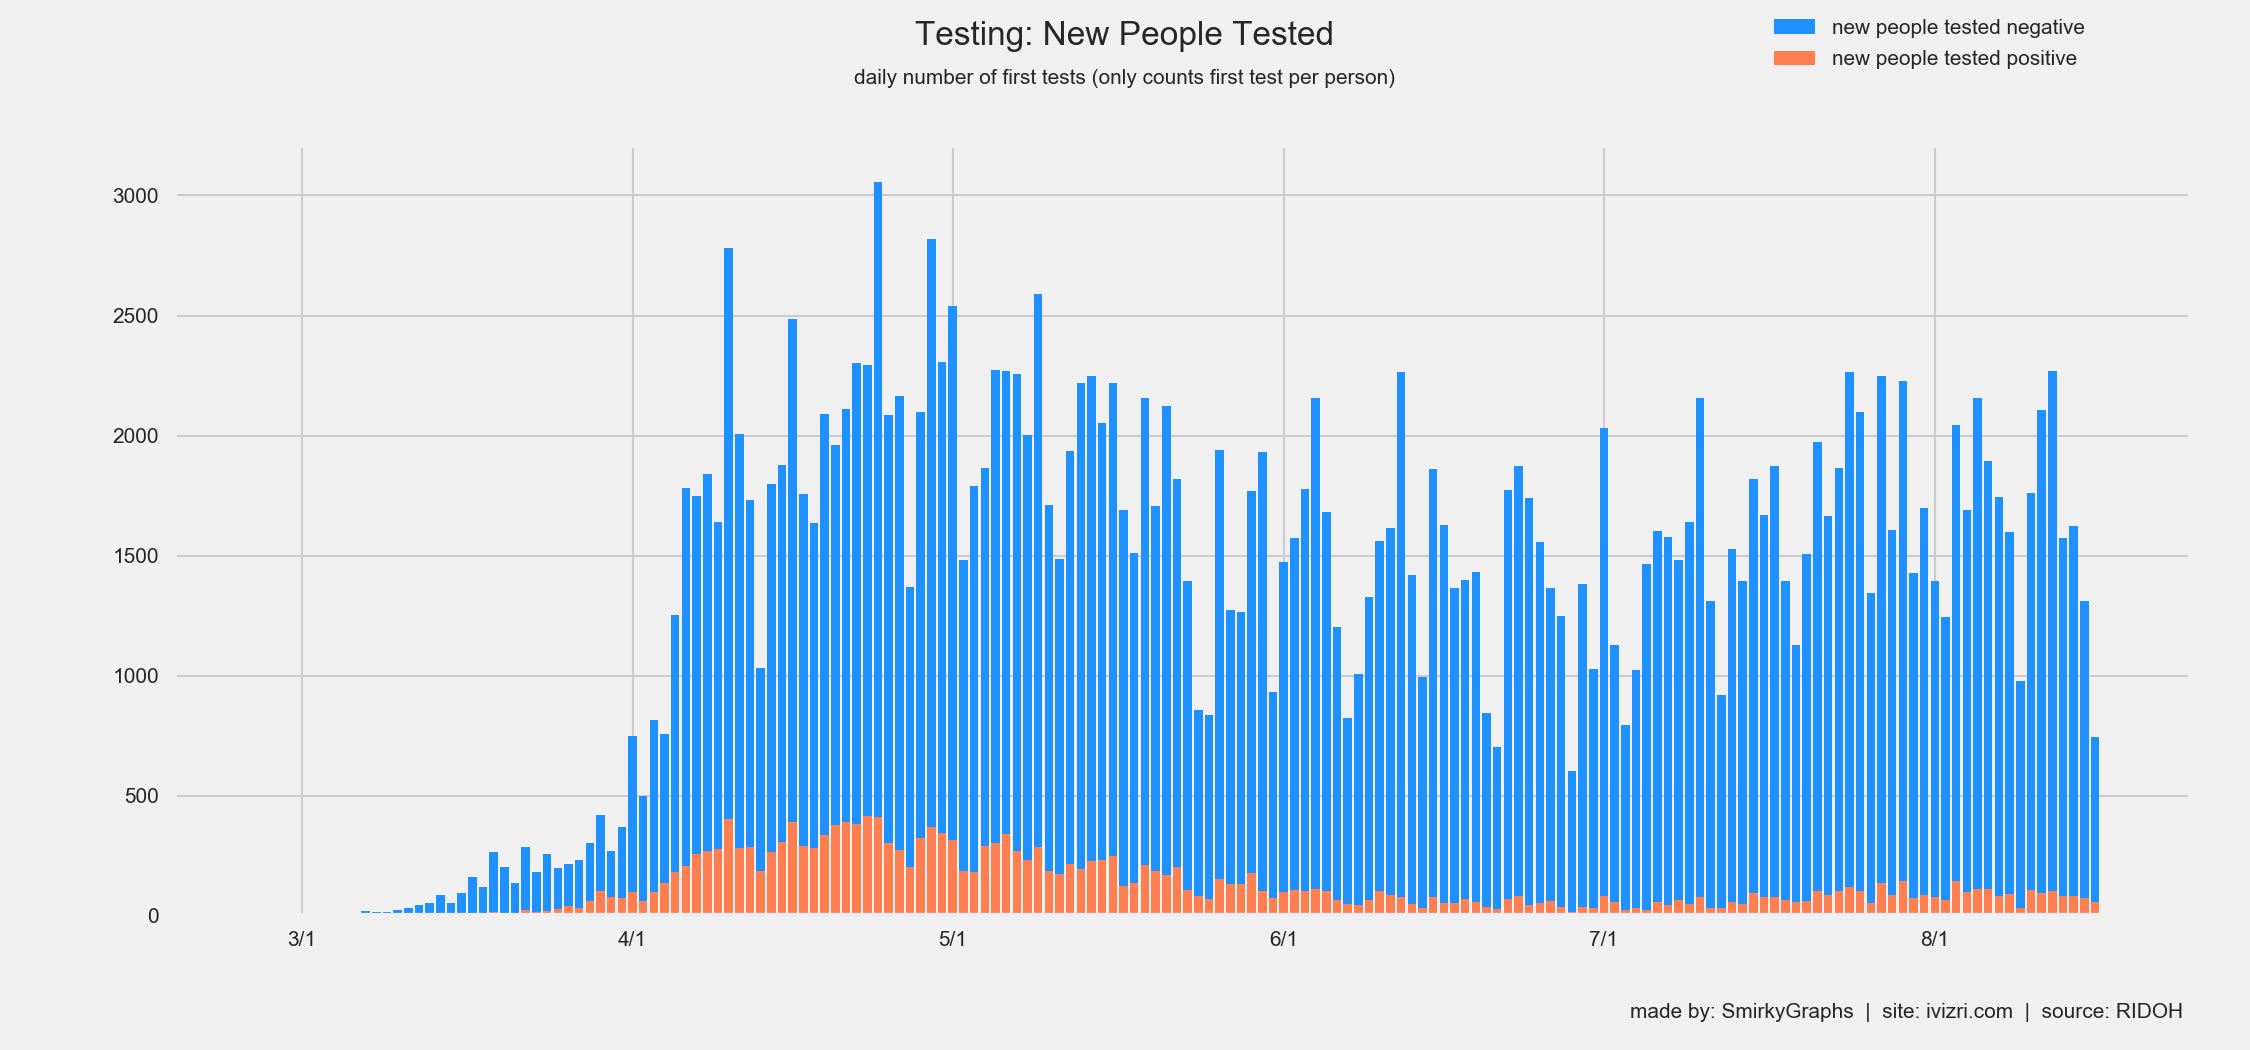 Testing: New People Tested
daily number of first tests (only counts first test per person)
new people tested negative
new people tested positive
3000
2500
2000
1500
1000
500
0
3/1 4/1 5/1 6/1 7/1 8/1
made by: SmirkyGraphs | site: ivizri.com | source: RIDOH